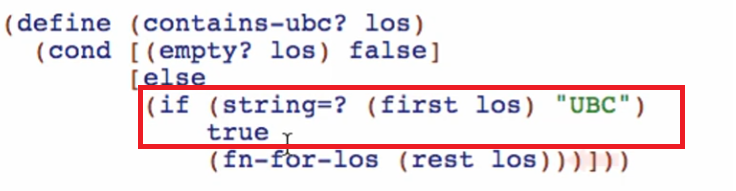 (define (contains-ubc? los)
(cond [(empty? los) false]
[else
(if (string=? (first los) "UBC")
true
(fn-for-los (rest los)))]))